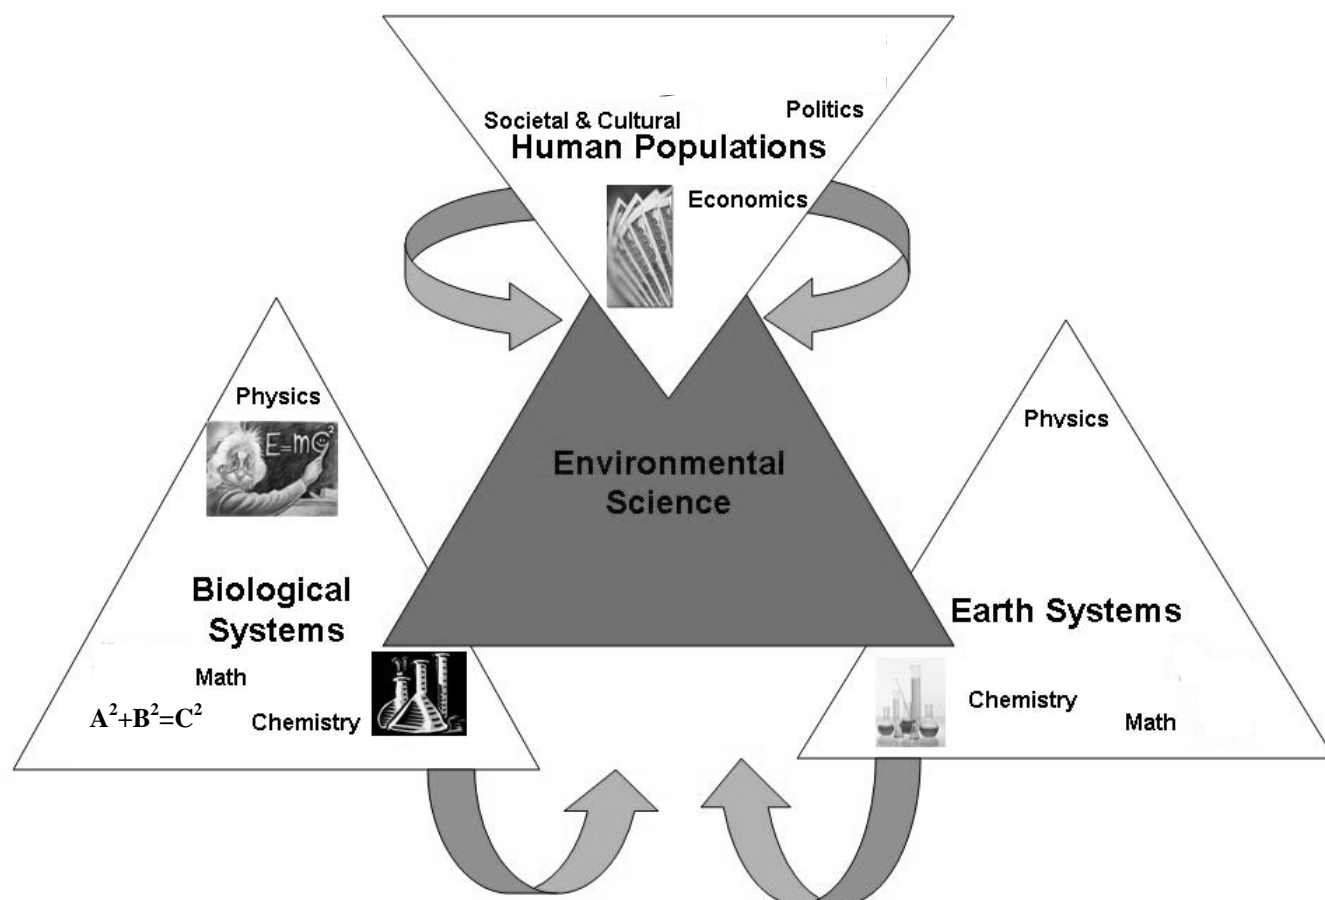 Politics
Societal & Cultural
Human Populations
Economics
Physics
E=mC²
Biological
Systems
Math
A²+B²=C²
Chemistry
Environmental
Science
Physics
Earth Systems
Chemistry
Math